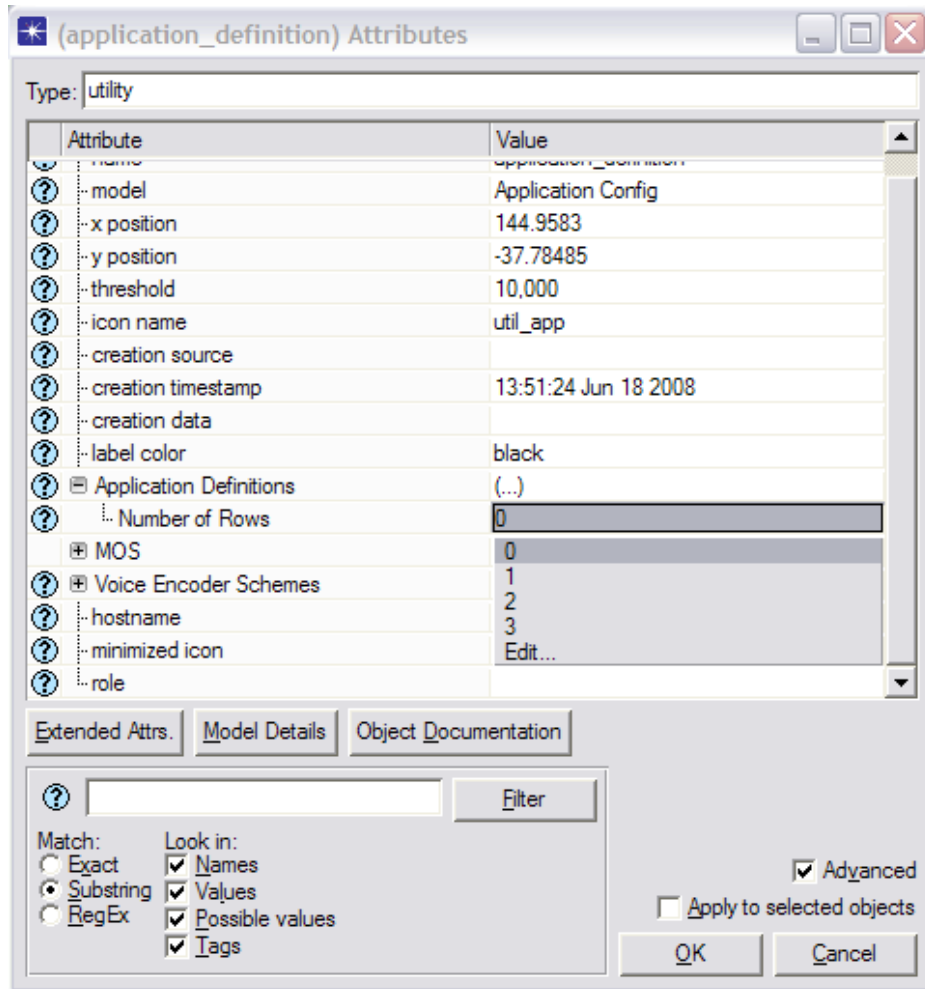 (application_definition) Attributes
Type: utility
Attribute Value
name application_definition
model Application Config
x position 144.9583
y position -37.78485
threshold 10,000
icon name util_app
creation source
creation timestamp 13:51:24 Jun 18 2008
creation data
label color black
Application Definitions (...)
Number of Rows 0
MOS 0
1
Voice Encoder Schemes
2
hostname
3
minimized icon Edit...
role
Extended Attrs. Model Details Object Documentation
Filter
Match: Look in:
Exact Names
Substring Values
RegEx Possible values
Tags
Advanced
Apply to selected objects
OK Cancel